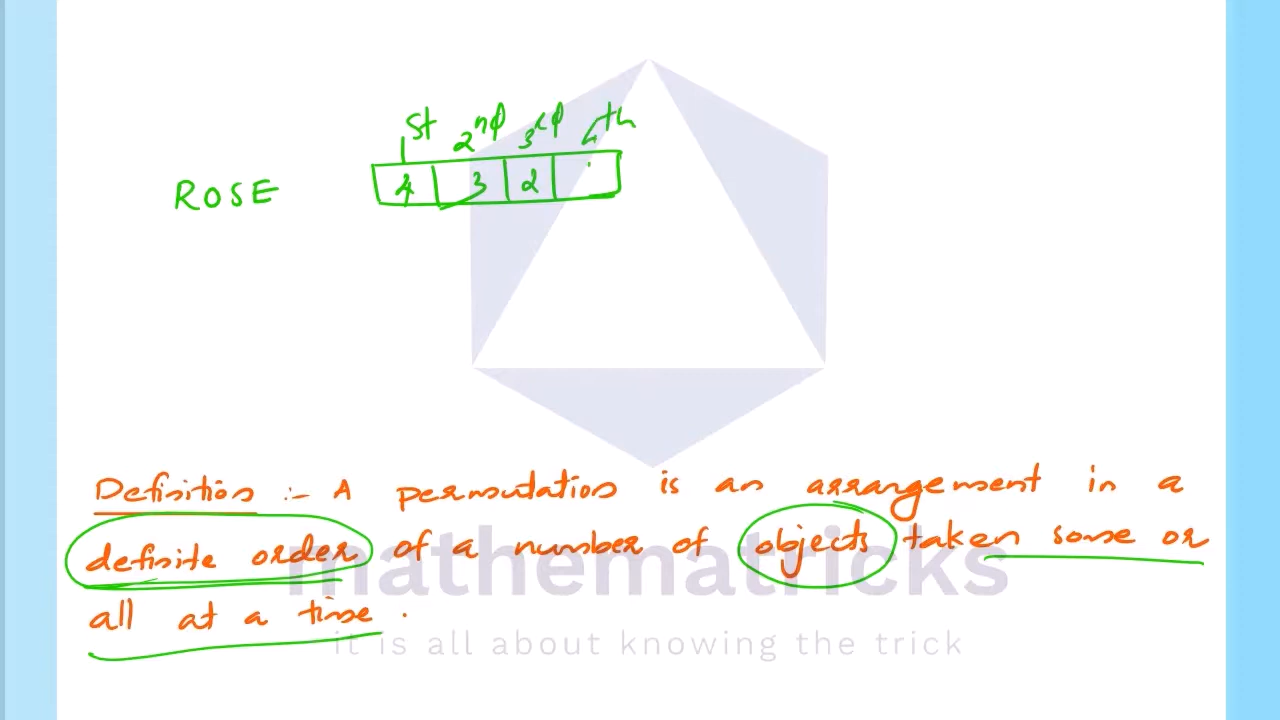 1st 2nd 3rd 4th
ROSE 4 3 2
Definition :- A permutation is an arrangement in a
definite order of a number of objects taken some or
all at a time .
mathematricks
it is all about knowing the trick